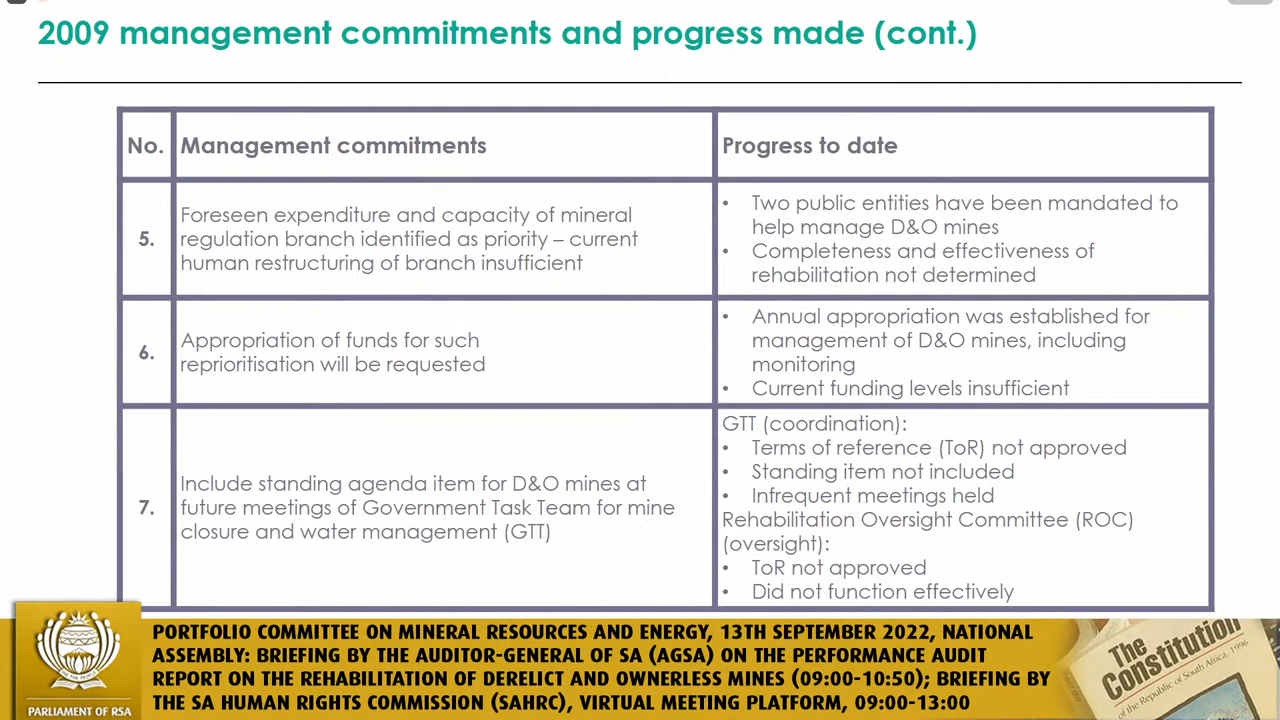 2009 management commitments and progress made (cont.)
No. Management commitments Progress to date
5.
Foreseen expenditure and capacity of mineral
regulation branch identified as priority – current
human restructuring of branch insufficient
• Two public entities have been mandated to
help manage D&O mines
• Completeness and effectiveness of
rehabilitation not determined
6.
Appropriation of funds for such
reprioritisation will be requested
• Annual appropriation was established for
management of D&O mines, including
monitoring
• Current funding levels insufficient
7.
Include standing agenda item for D&O mines at
future meetings of Government Task Team for mine
closure and water management (GTT)
GTT (coordination):
• Terms of reference (ToR) not approved
• Standing item not included
• Infrequent meetings held
Rehabilitation Oversight Committee (ROC)
(oversight):
• ToR not approved
• Did not function effectively
PORTFOLIO COMMITTEE ON MINERAL RESOURCES AND ENERGY, 13TH SEPTEMBER 2022, NATIONAL
ASSEMBLY: BRIEFING BY THE AUDITOR-GENERAL OF SA (AGSA) ON THE PERFORMANCE AUDIT
REPORT ON THE REHABILITATION OF DERELICT AND OWNERLESS MINES (09:00-10:50); BRIEFING BY
THE SA HUMAN RIGHTS COMMISSION (SAHRC), VIRTUAL MEETING PLATFORM, 09:00-13:00
PARLIAMENT OF RSA
The
Constitution
of the Republic of South Africa, 1996